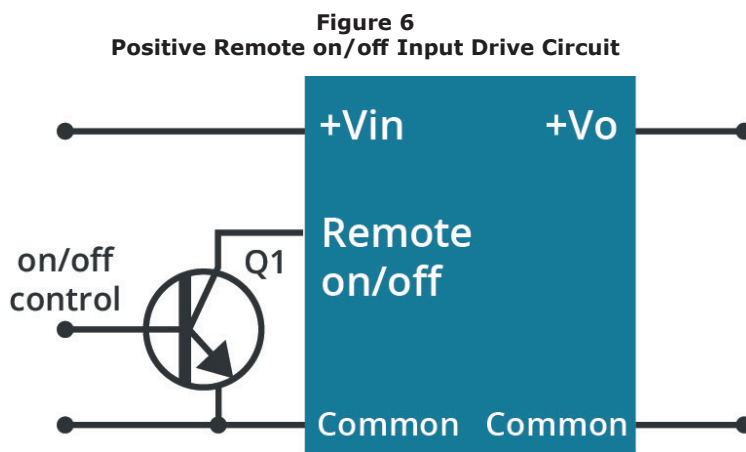 Figure 6
Positive Remote on/off Input Drive Circuit
+Vin
+Vo
Remote
on/off
Q1
on/off
control
Common
Common